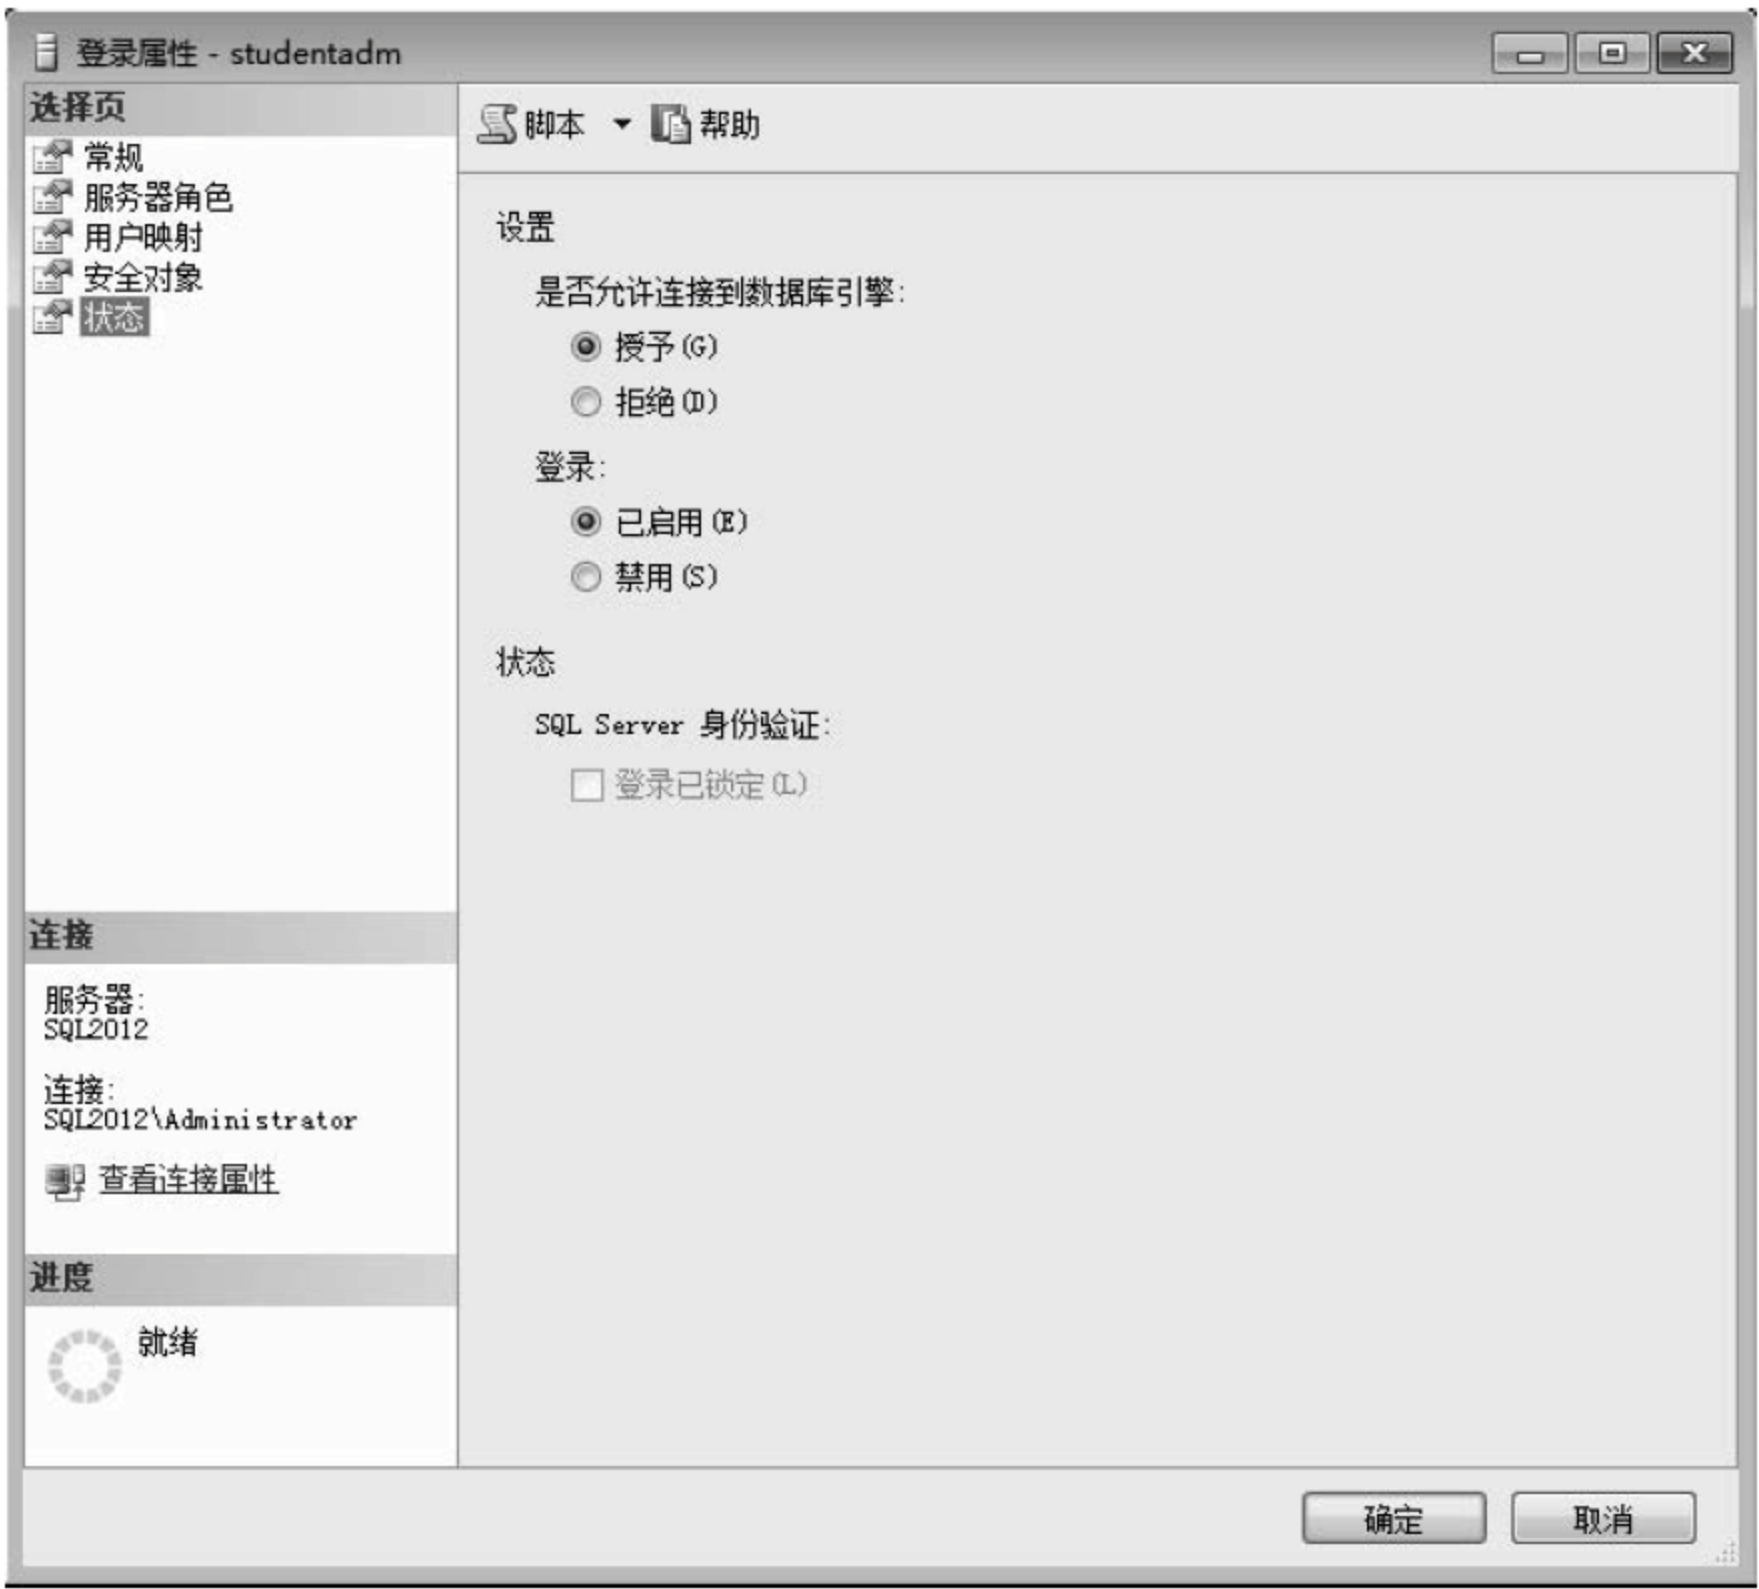 登录属性 - studentadm
选择页
常规
服务器角色
用户映射
安全对象
状态
脚本 帮助
设置
是否允许连接到数据库引擎:
授予(G)
拒绝(D)
登录:
已启用(E)
禁用(S)
状态
SQL Server 身份验证:
登录已锁定(L)
连接
服务器:
SQL2012
连接:
SQL2012\Administrator
查看连接属性
进度
就绪
确定 取消